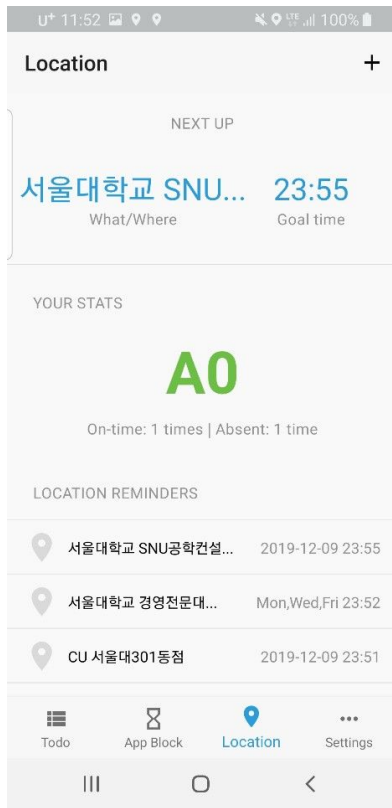 U+ 11:52 LTE 100%
Location +
NEXT UP
서울대학교 SNU... 23:55
What/Where Goal time
YOUR STATS
A0
On-time: 1 times | Absent: 1 time
LOCATION REMINDERS
서울대학교 SNU공학컨설... 2019-12-09 23:55
서울대학교 경영전문대... Mon,Wed,Fri 23:52
CU 서울대301동점 2019-12-09 23:51
Todo App Block Location Settings